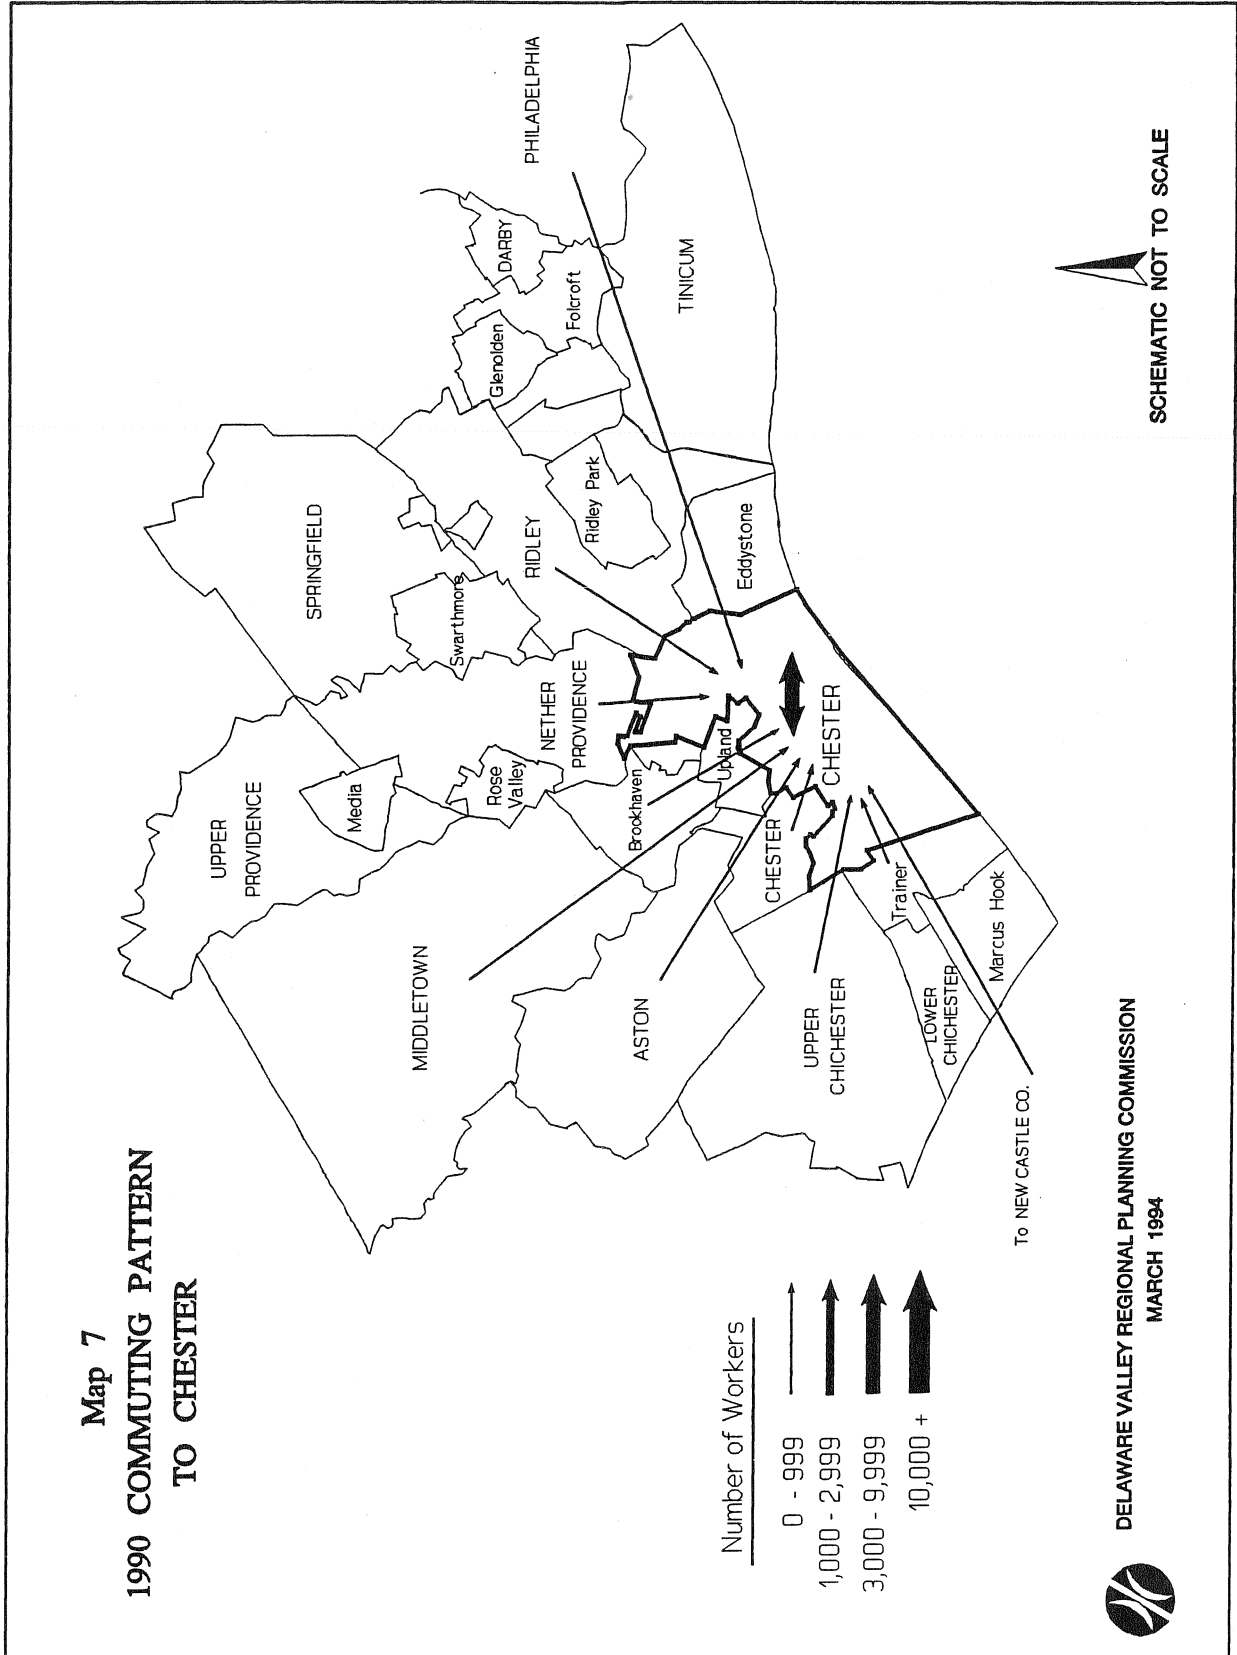 Map 7
1990 COMMUTING PATTERN
TO CHESTER
PHILADELPHIA
DARBY
Folcroft
Glenolden
TINICUM
SPRINGFIELD
Swarthmore
RIDLEY
Ridley Park
Eddystone
UPPER
PROVIDENCE
Media
Rose
Valley
NETHER
PROVIDENCE
Brookhaven
Upland
CHESTER
CHESTER
MIDDLETOWN
ASTON
UPPER
CHICHESTER
LOWER
CHICHESTER
Trainer
Marcus Hook
To NEW CASTLE CO.
Number of Workers
0 - 999
1,000 - 2,999
3,000 - 9,999
10,000 +
SCHEMATIC NOT TO SCALE
DELAWARE VALLEY REGIONAL PLANNING COMMISSION
MARCH 1994